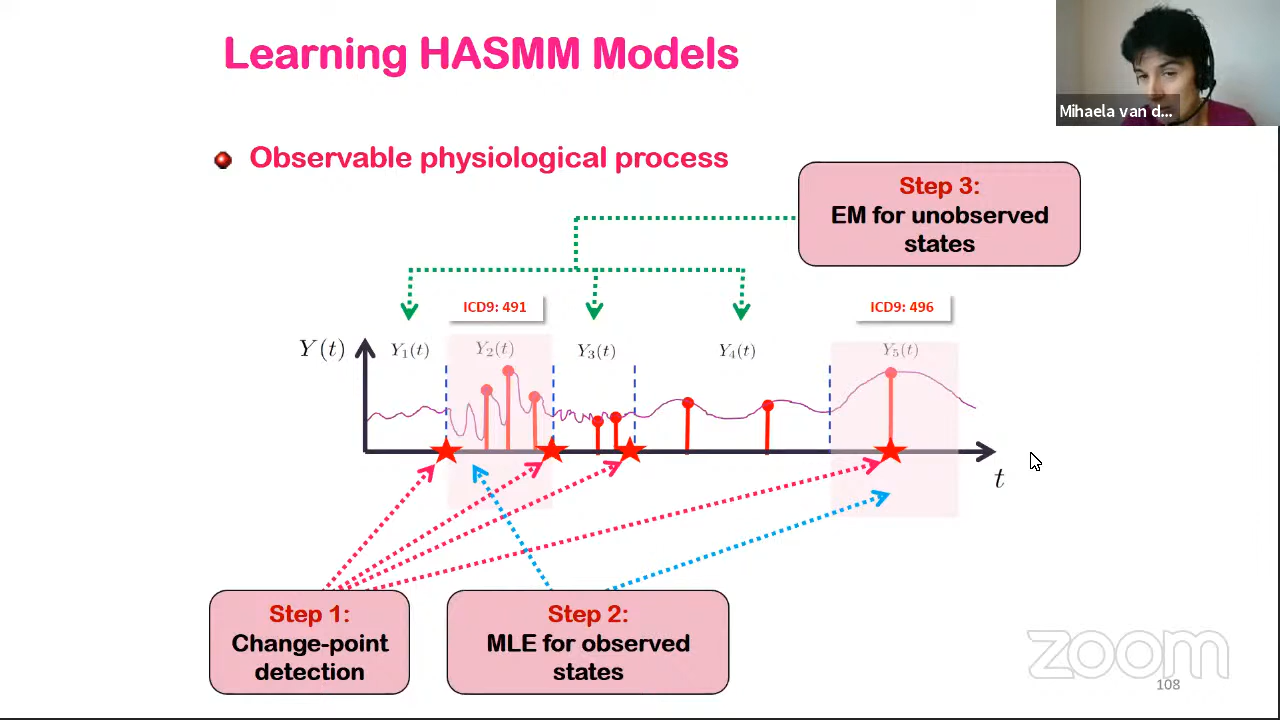 Learning HASMM Models
Mihaela van d...
Observable physiological process
Step 3:
EM for unobserved
states
ICD9: 491
ICD9: 496
Y(t)
Y₁(t)
Y₂(t)
Y₃(t)
Y₄(t)
Y₅(t)
t
Step 1:
Change-point
detection
Step 2:
MLE for observed
states
zoom
108